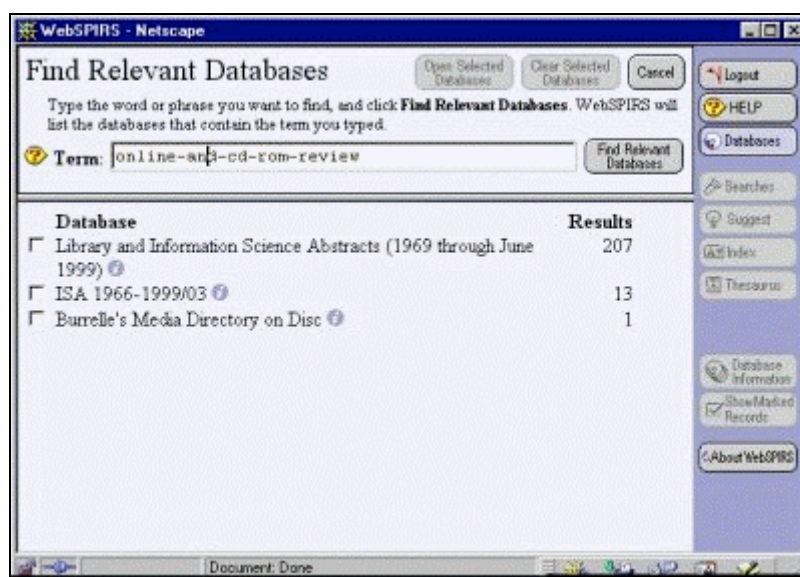 WebSPIRS - Netscape
Find Relevant Databases
Open Selected Databases
Clear Selected Databases
Cancel
Type the word or phrase you want to find, and click Find Relevant Databases. WebSPIRS will
list the databases that contain the term you typed.
Term: online-and-cd-rom-review
Find Relevant Databases
Database Results
Library and Information Science Abstracts (1969 through June 207
1999)
ISA 1966-1999/03 13
Burrelle's Media Directory on Disc 1
Logout
HELP
Databases
Searches
Suggest
Index
Thesaurus
Database
Information
Show Marked
Records
About WebSPIRS
Document: Done